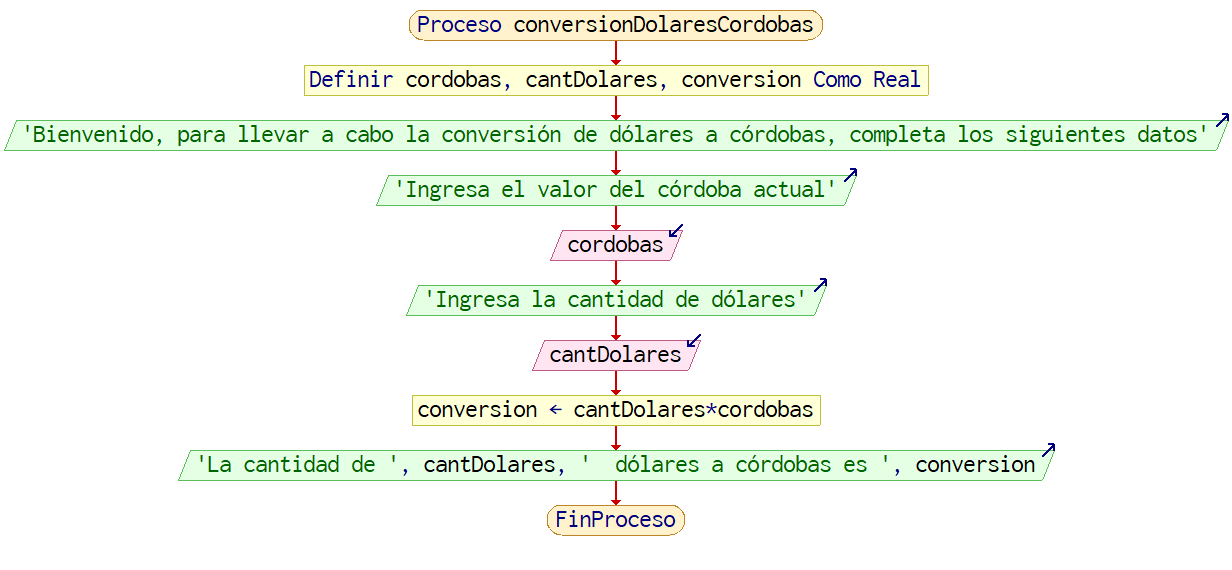 Proceso conversionDolaresCordobas
Definir cordobas, cantDolares, conversion Como Real
'Bienvenido, para llevar a cabo la conversión de dólares a córdobas, completa los siguientes datos'
'Ingresa el valor del córdoba actual'
cordobas
'Ingresa la cantidad de dólares'
cantDolares
conversion ← cantDolares*cordobas
'La cantidad de ', cantDolares, '  dólares a córdobas es ', conversion
FinProceso